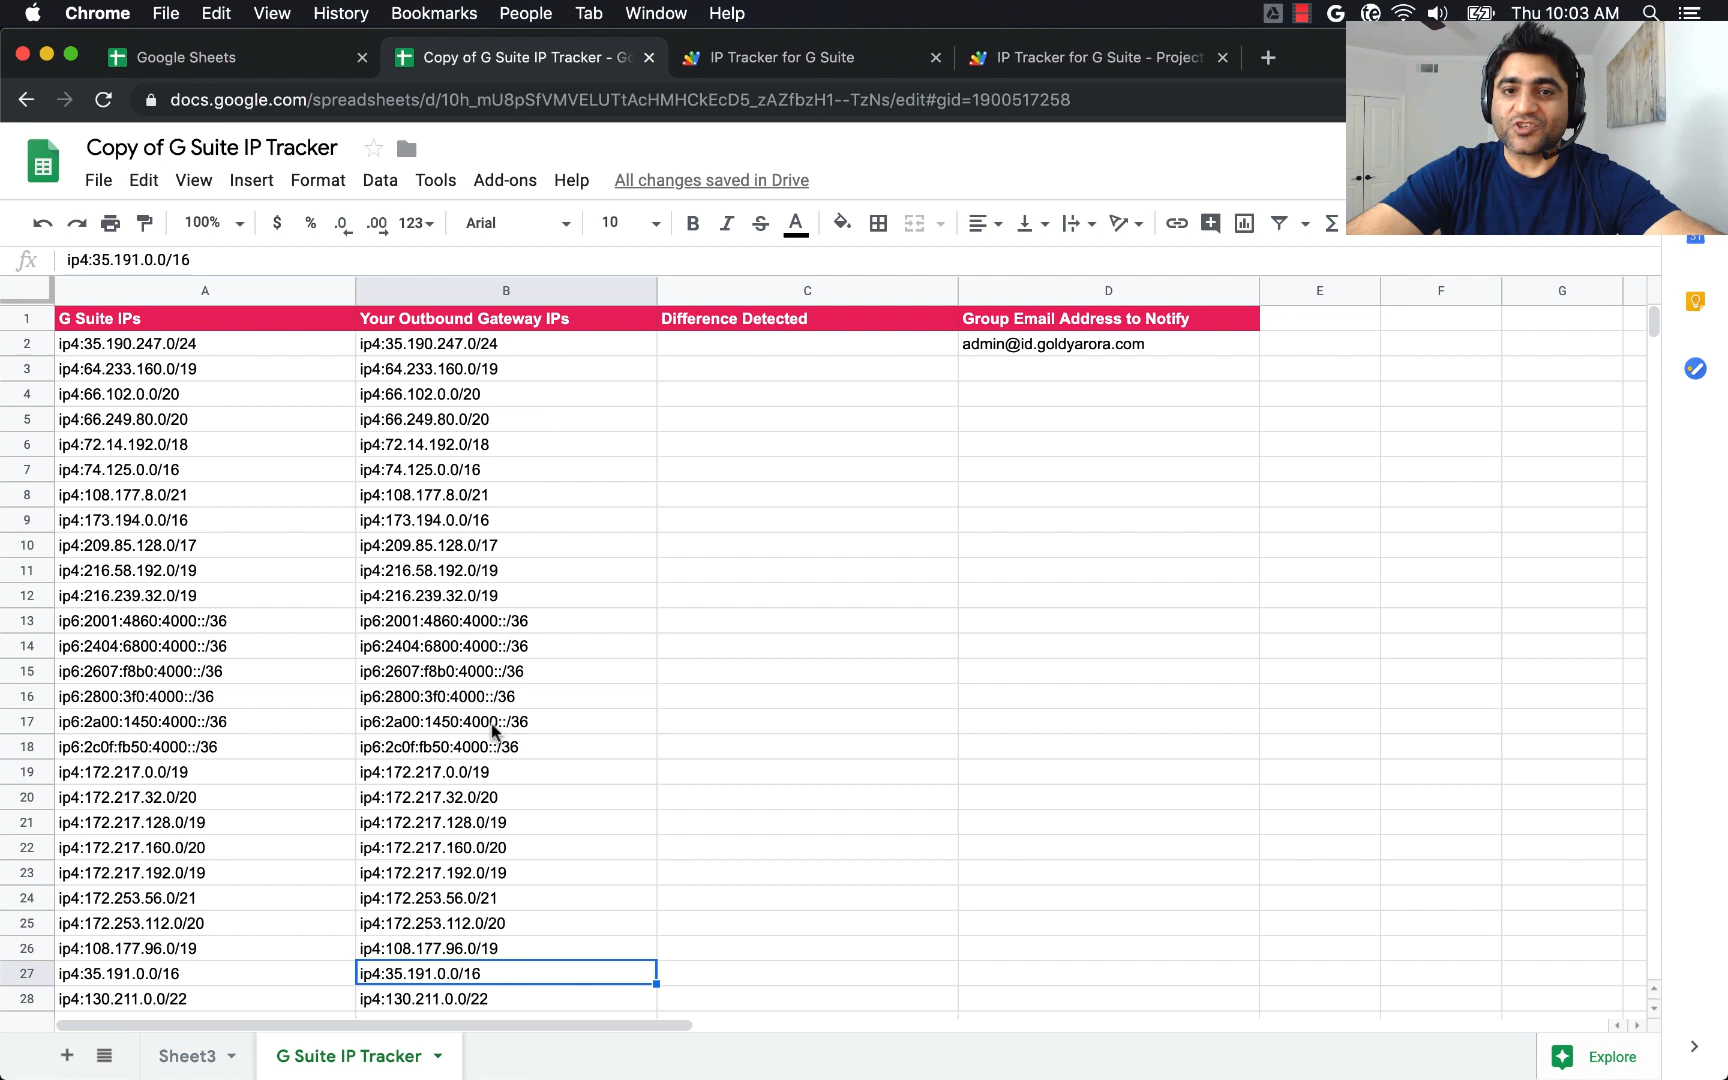 Chrome File Edit View History Bookmarks People Tab Window Help
Thu 10:03 AM
Google Sheets
Copy of G Suite IP Tracker - Go
IP Tracker for G Suite
IP Tracker for G Suite - Project
docs.google.com/spreadsheets/d/10h_mU8pSfVMVELUTtAcHMHCkEcD5_zAZfbzH1--TzNs/edit#gid=1900517258
Copy of G Suite IP Tracker
File Edit View Insert Format Data Tools Add-ons Help All changes saved in Drive
100% $ % .0 .00 123 Arial 10 B I S A Σ
31
fx ip4:35.191.0.0/16
A B C D E F G
1 G Suite IPs Your Outbound Gateway IPs Difference Detected Group Email Address to Notify
2 ip4:35.190.247.0/24 ip4:35.190.247.0/24 admin@id.goldyarora.com
3 ip4:64.233.160.0/19 ip4:64.233.160.0/19
4 ip4:66.102.0.0/20 ip4:66.102.0.0/20
5 ip4:66.249.80.0/20 ip4:66.249.80.0/20
6 ip4:72.14.192.0/18 ip4:72.14.192.0/18
7 ip4:74.125.0.0/16 ip4:74.125.0.0/16
8 ip4:108.177.8.0/21 ip4:108.177.8.0/21
9 ip4:173.194.0.0/16 ip4:173.194.0.0/16
10 ip4:209.85.128.0/17 ip4:209.85.128.0/17
11 ip4:216.58.192.0/19 ip4:216.58.192.0/19
12 ip4:216.239.32.0/19 ip4:216.239.32.0/19
13 ip6:2001:4860:4000::/36 ip6:2001:4860:4000::/36
14 ip6:2404:6800:4000::/36 ip6:2404:6800:4000::/36
15 ip6:2607:f8b0:4000::/36 ip6:2607:f8b0:4000::/36
16 ip6:2800:3f0:4000::/36 ip6:2800:3f0:4000::/36
17 ip6:2a00:1450:4000::/36 ip6:2a00:1450:4000::/36
18 ip6:2c0f:fb50:4000::/36 ip6:2c0f:fb50:4000::/36
19 ip4:172.217.0.0/19 ip4:172.217.0.0/19
20 ip4:172.217.32.0/20 ip4:172.217.32.0/20
21 ip4:172.217.128.0/19 ip4:172.217.128.0/19
22 ip4:172.217.160.0/20 ip4:172.217.160.0/20
23 ip4:172.217.192.0/19 ip4:172.217.192.0/19
24 ip4:172.253.56.0/21 ip4:172.253.56.0/21
25 ip4:172.253.112.0/20 ip4:172.253.112.0/20
26 ip4:108.177.96.0/19 ip4:108.177.96.0/19
27 ip4:35.191.0.0/16 ip4:35.191.0.0/16
28 ip4:130.211.0.0/22 ip4:130.211.0.0/22
Sheet3 G Suite IP Tracker Explore